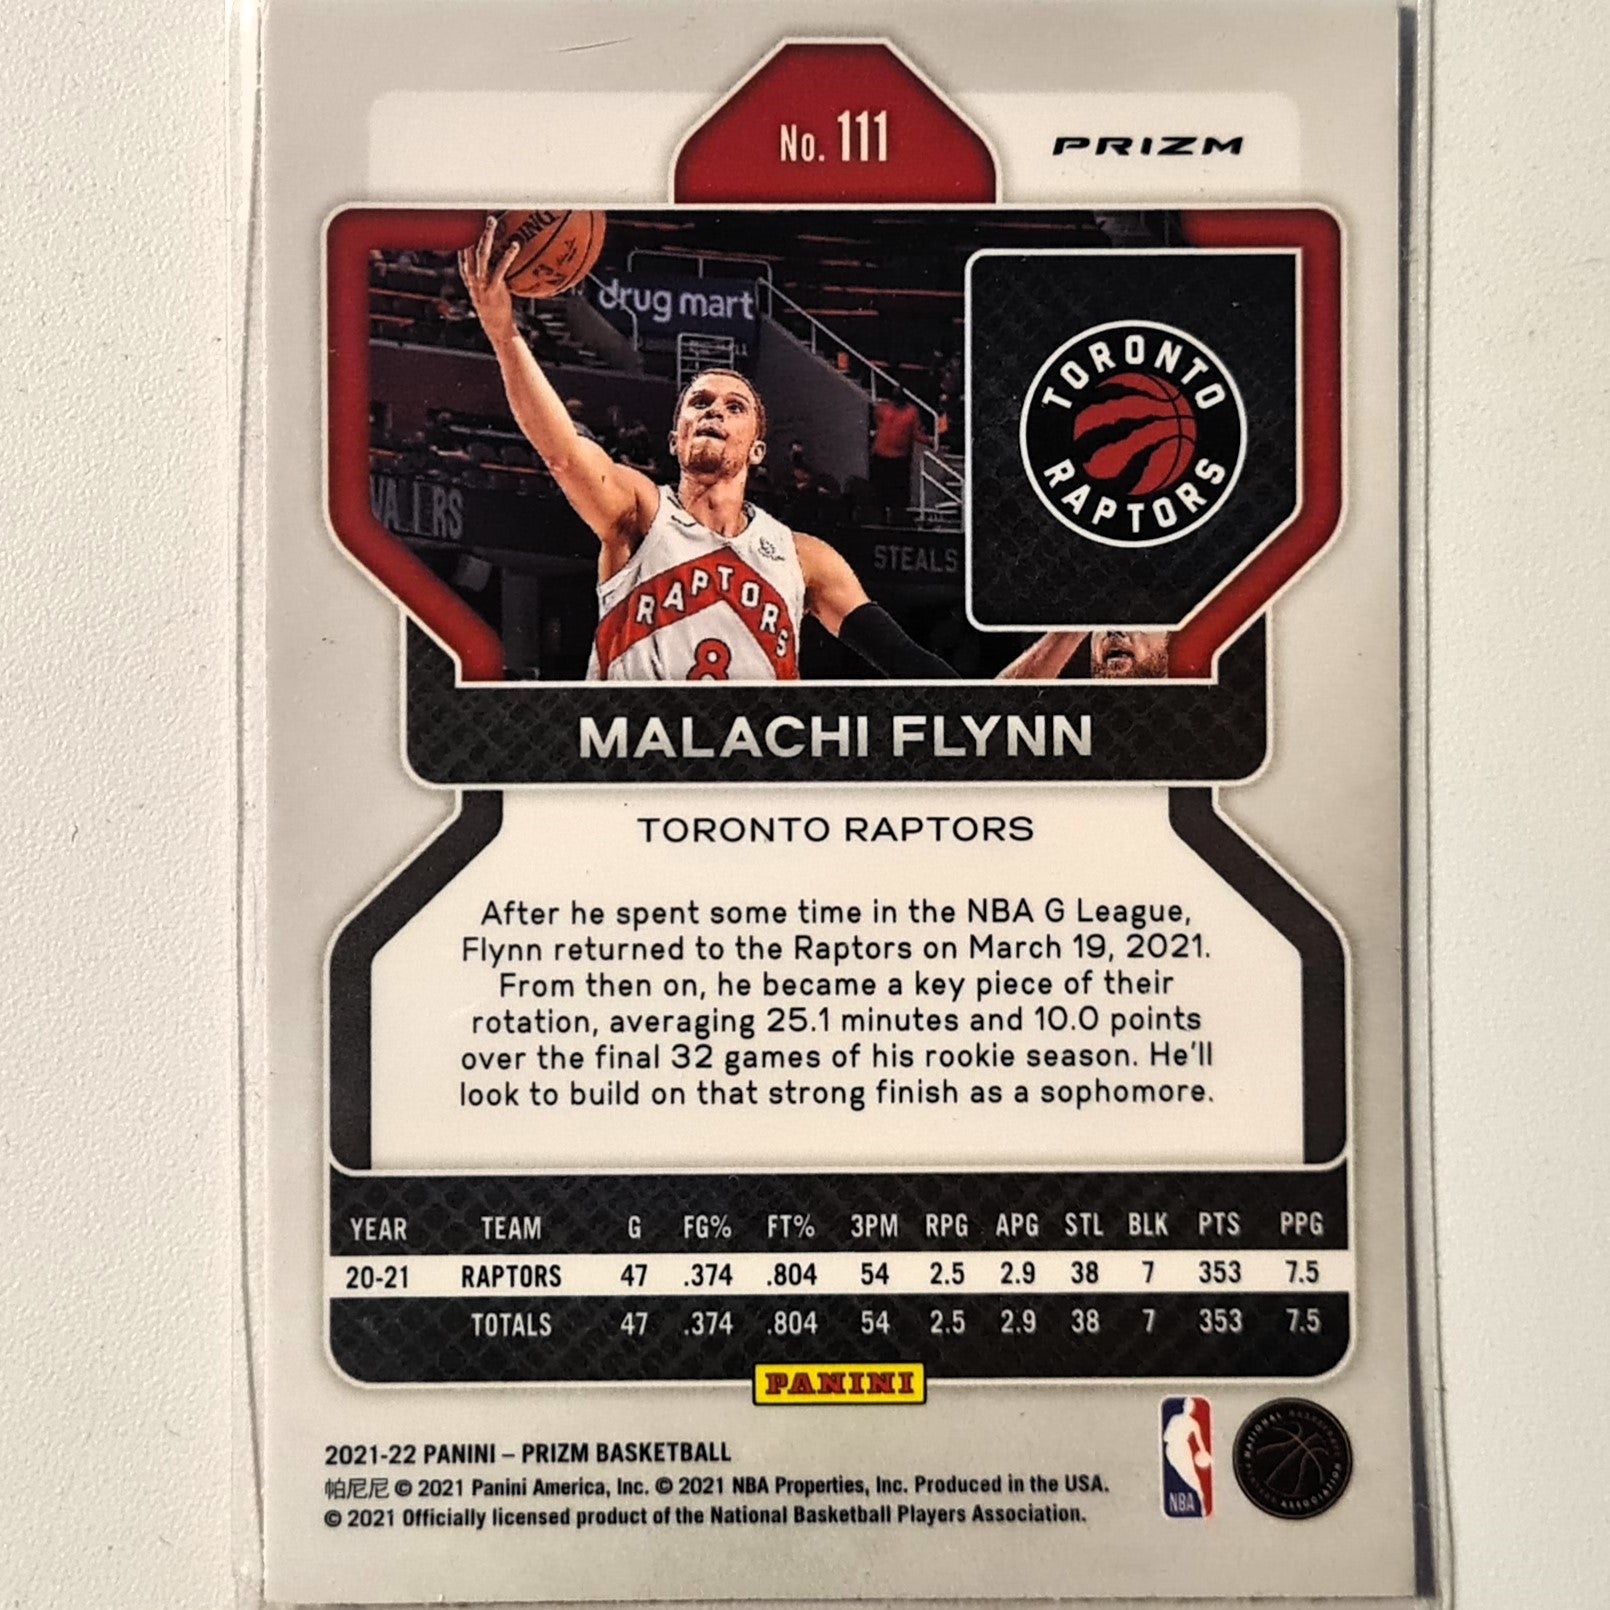 No. 111
PRIZM
DING
drug mart
TORONTO
RAPTORS
STEALS
RAPTORS
8
MALACHI FLYNN
TORONTO RAPTORS
After he spent some time in the NBA G League,
Flynn returned to the Raptors on March 19, 2021.
From then on, he became a key piece of their
rotation, averaging 25.1 minutes and 10.0 points
over the final 32 games of his rookie season. He'll
look to build on that strong finish as a sophomore.
YEAR TEAM G FG% FT% 3PM RPG APG STL BLK PTS PPG
20-21 RAPTORS 47 .374 .804 54 2.5 2.9 38 7 353 7.5
TOTALS 47 .374 .804 54 2.5 2.9 38 7 353 7.5
PANINI
2021-22 PANINI – PRIZM BASKETBALL
帕尼尼 © 2021 Panini America, Inc. © 2021 NBA Properties, Inc. Produced in the USA.
© 2021 Officially licensed product of the National Basketball Players Association.
NBA
NATIONAL BASKETBALL
PLAYERS ASSOCIATION